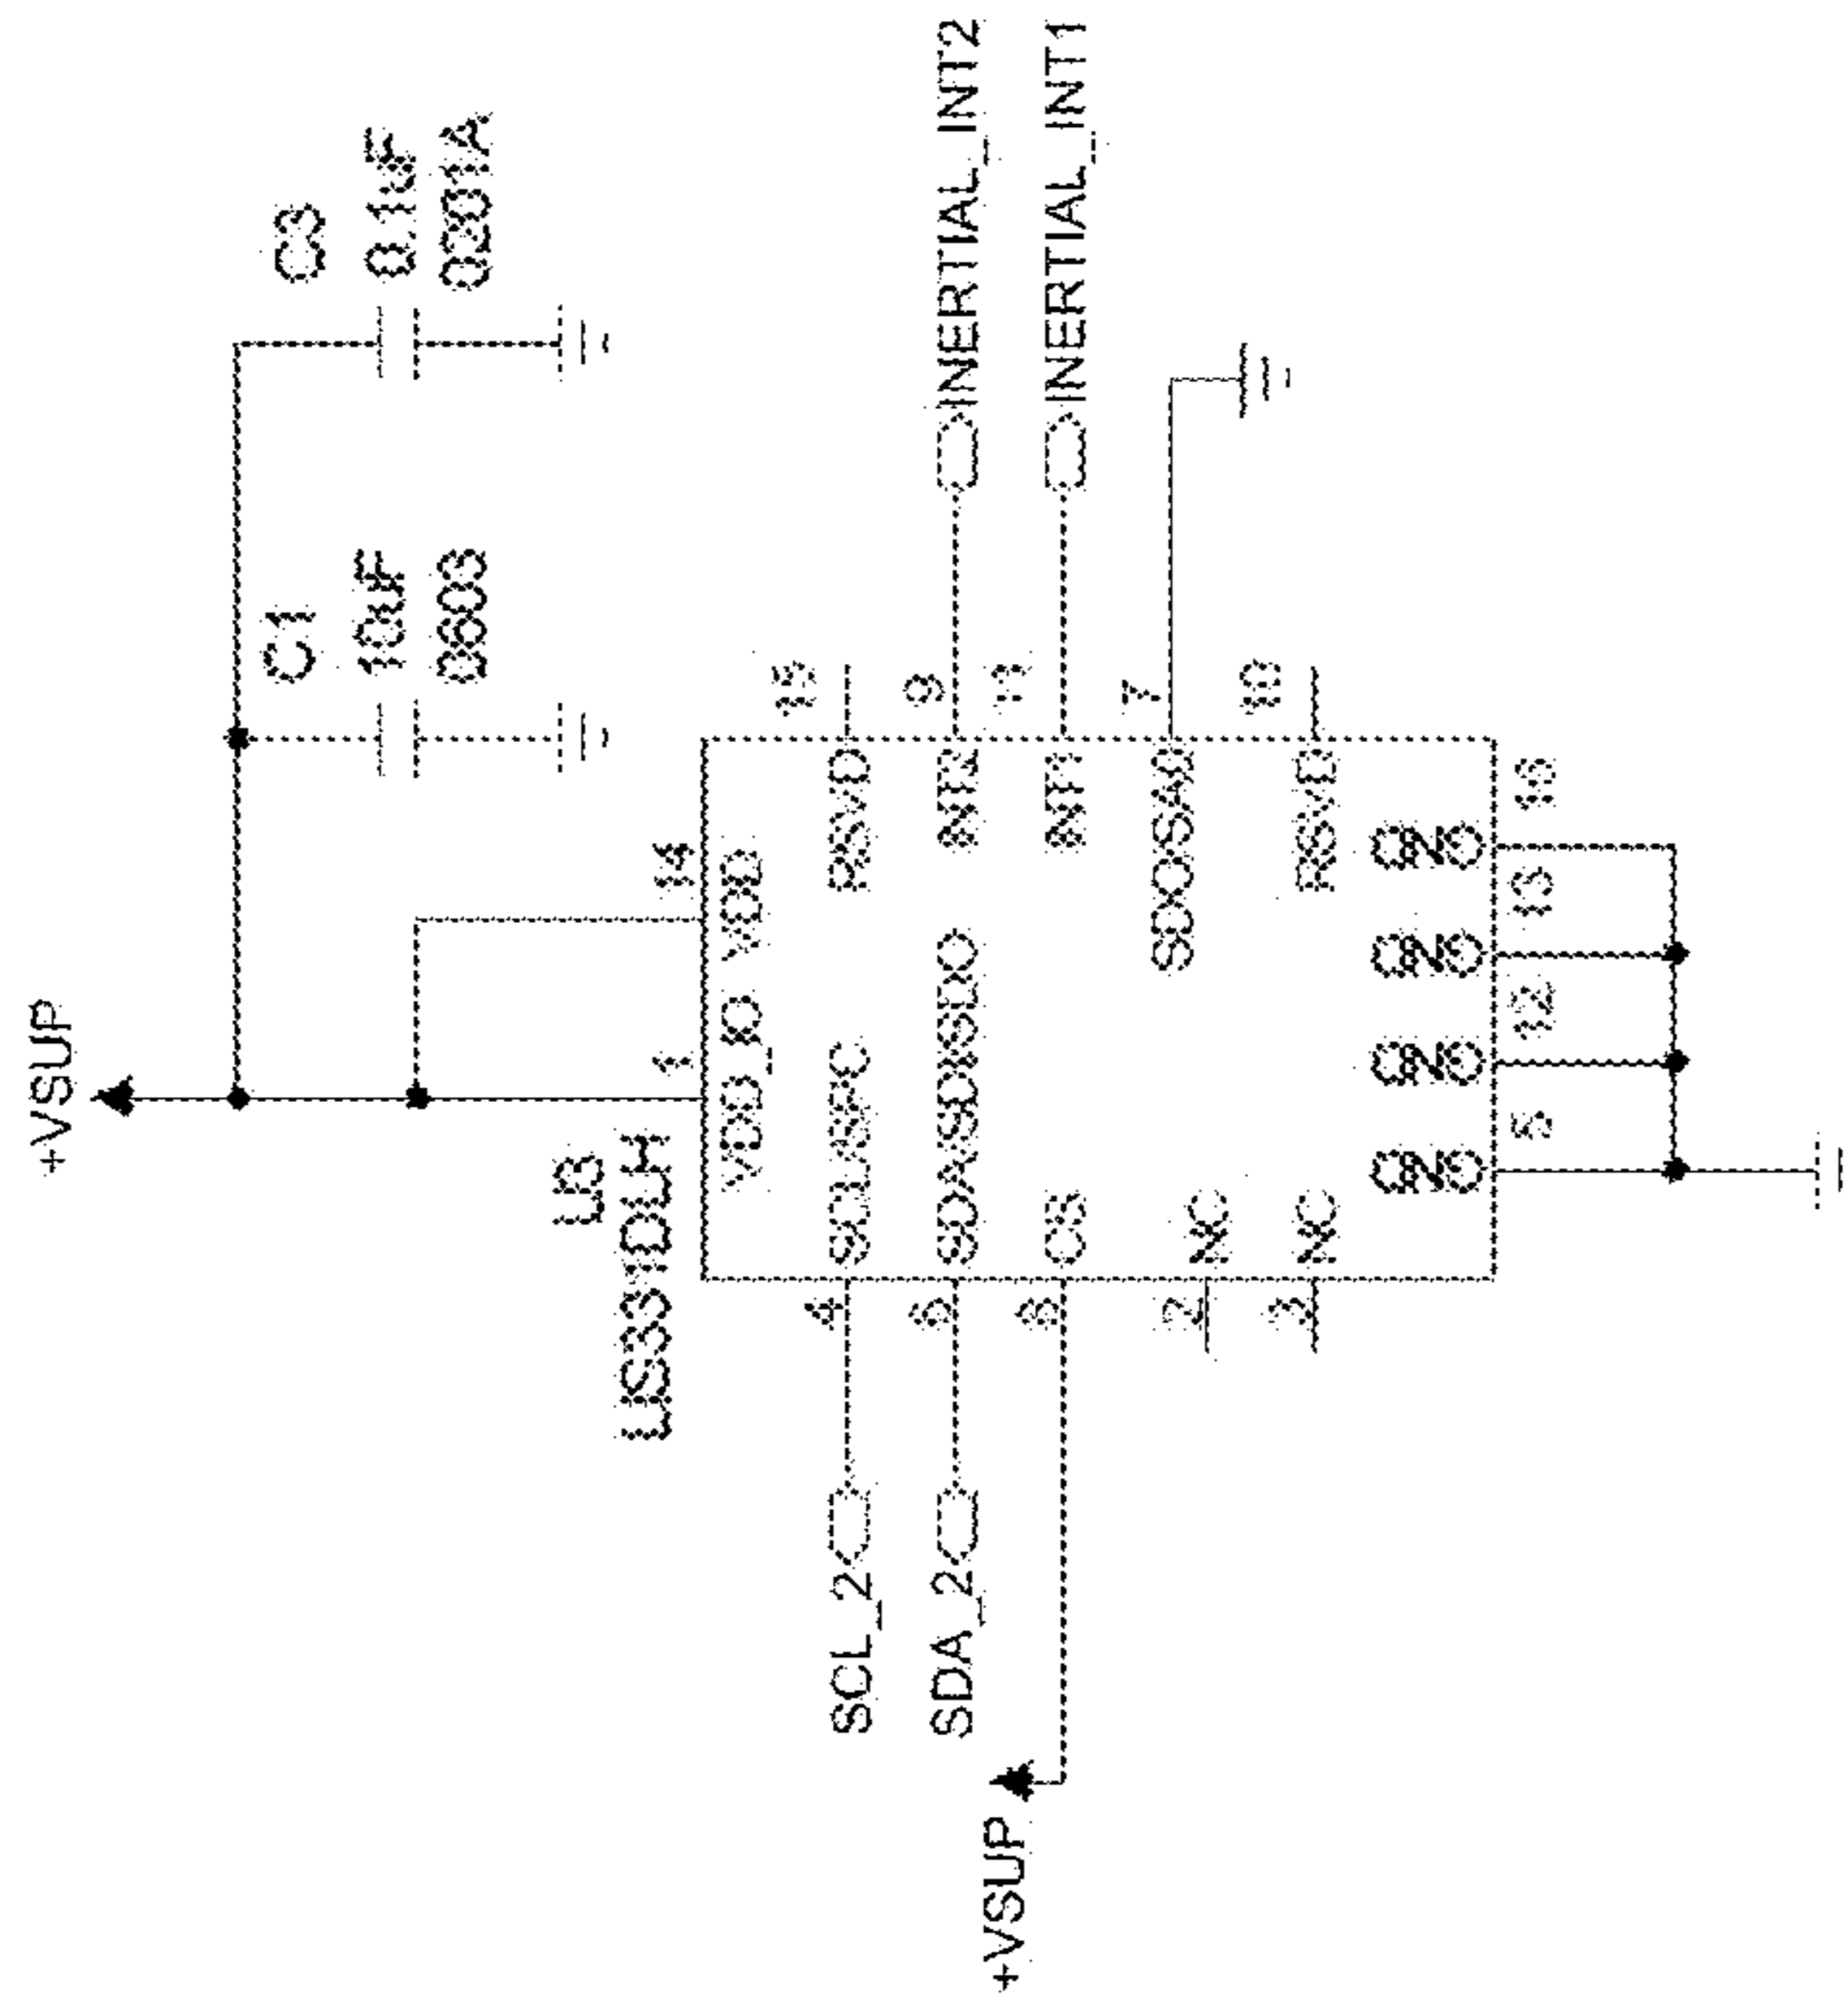 +VSUP
C1
10uF
0603
C3
0.1uF
0201A
U3
LIS331DLH
1
14
VDD_IO
VDD
SCL_2
4
SCL/SPC
RSVD
15
SDA_2
6
SDA/SDI/SDO
INT2
9
INERTIAL_INT2
+VSUP
8
CS
INT1
11
INERTIAL_INT1
SDO/SA0
7
2
NC
3
NC
RSVD
10
GND
GND
GND
GND
5
12
13
16